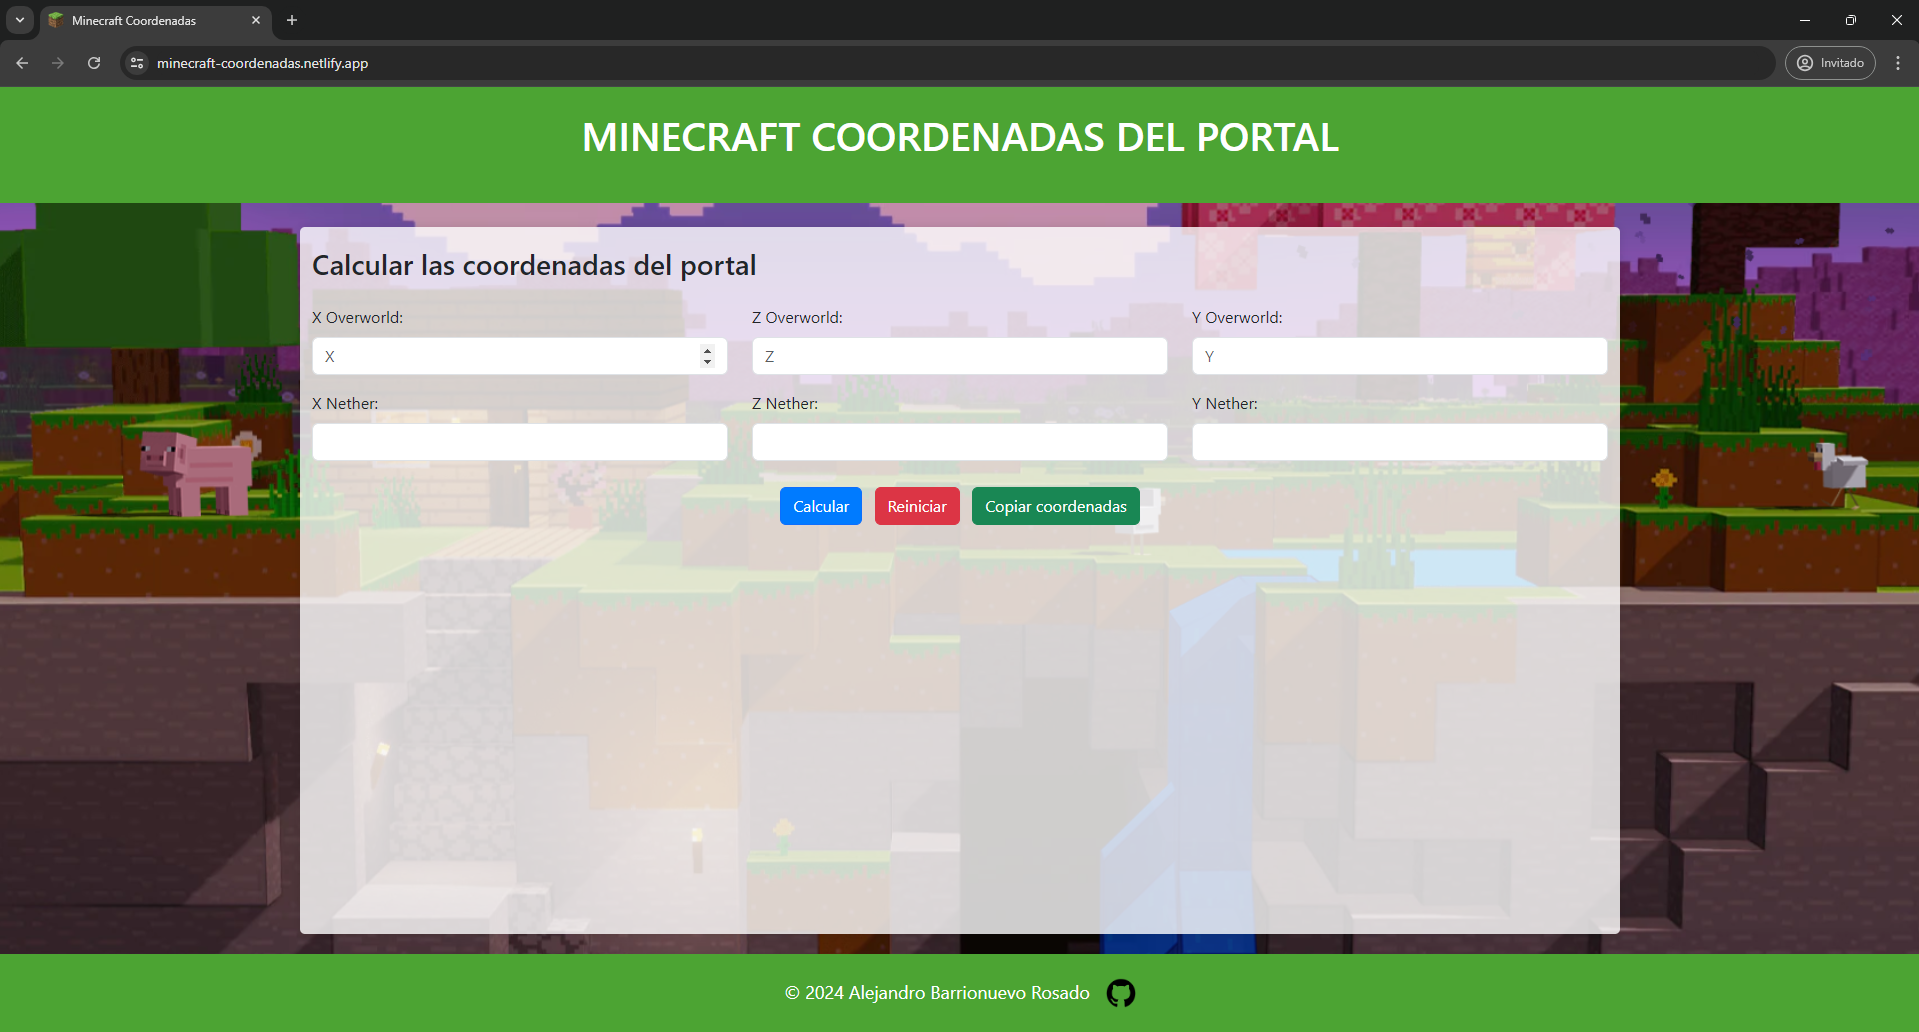 Minecraft Coordenadas
minecraft-coordenadas.netlify.app
Invitado
MINECRAFT COORDENADAS DEL PORTAL
Calcular las coordenadas del portal
X Overworld: Z Overworld: Y Overworld:
X Z Y
X Nether: Z Nether: Y Nether:
Calcular Reiniciar Copiar coordenadas
© 2024 Alejandro Barrionuevo Rosado